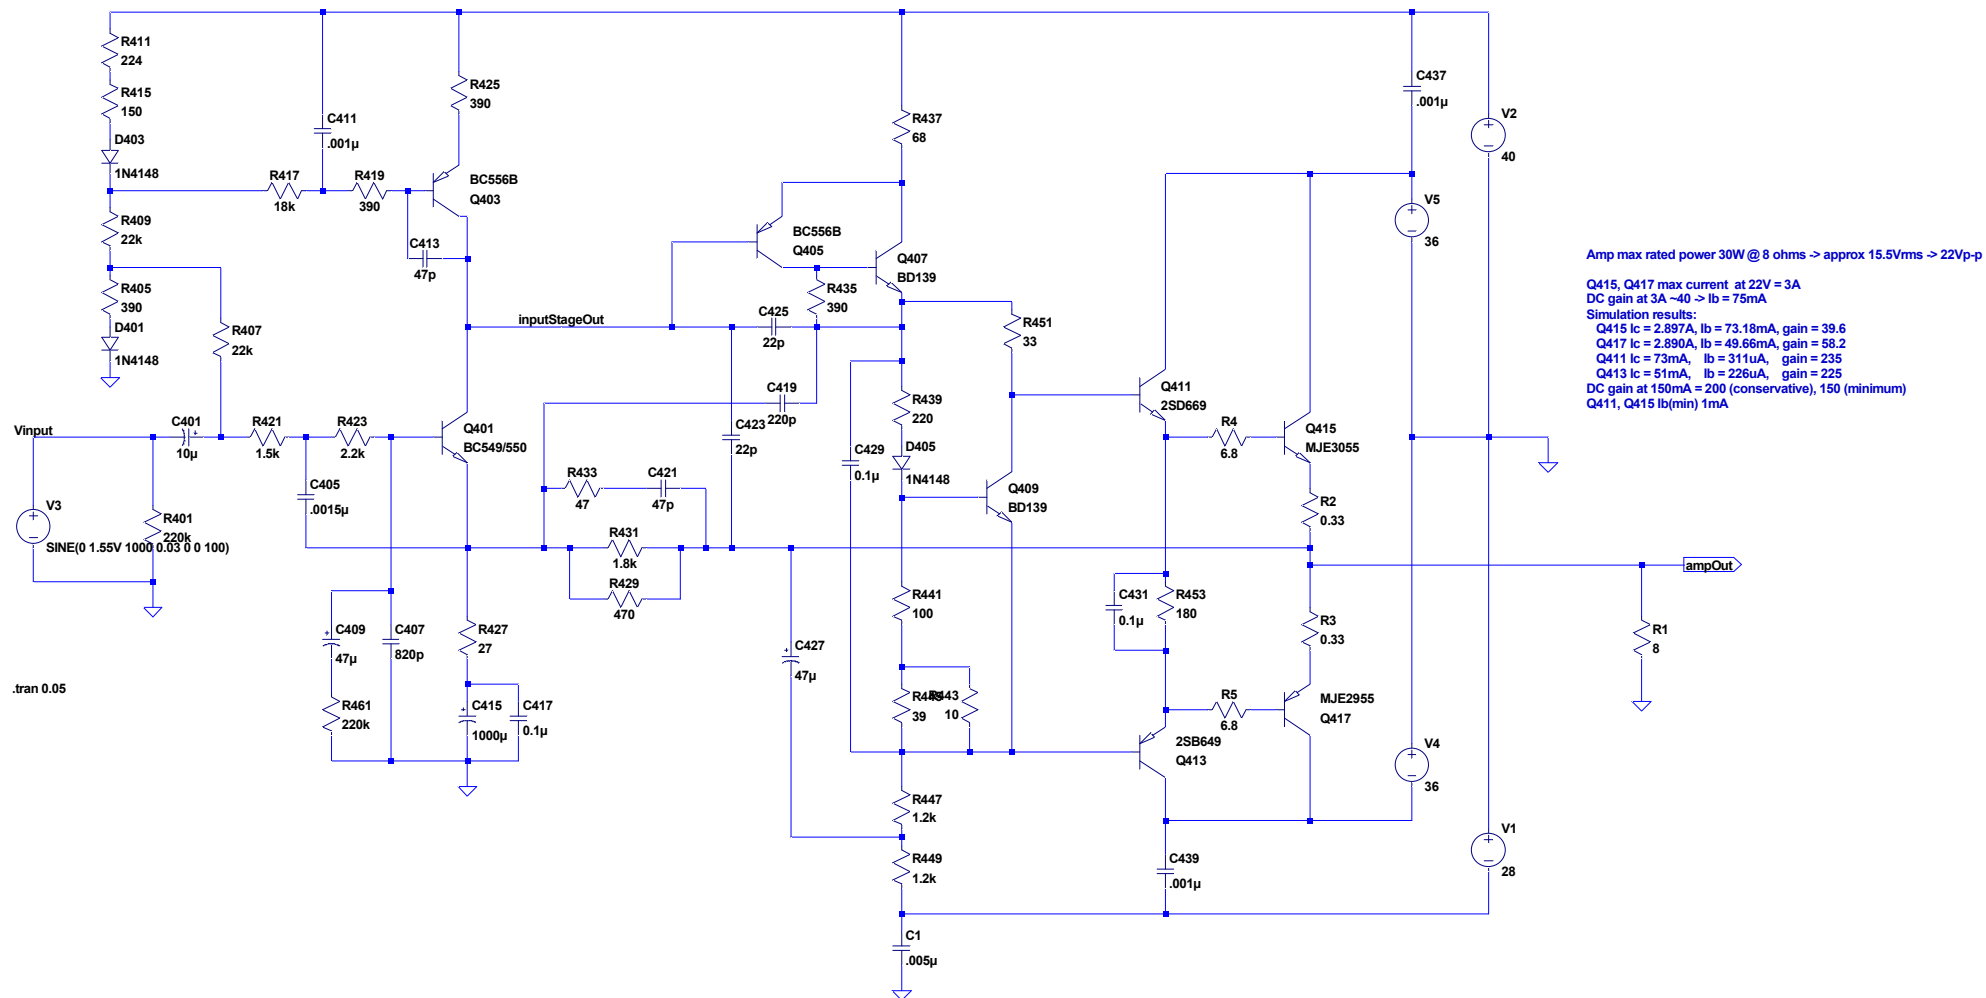 R411
224
R415
150
D403
1N4148
R409
22k
R405
390
D401
1N4148
R407
22k
R417
18k
C411
.001µ
R419
390
R425
390
BC556B
Q403
C413
47p
inputStageOut
Vinput
C401
10µ
R421
1.5k
R423
2.2k
Q401
BC549/550
C405
.0015µ
V3
SINE(0 1.55V 1000 0.03 0 0 100)
R401
220k
C409
47µ
C407
820p
R461
220k
R427
27
C415
1000µ
C417
0.1µ
.tran 0.05
R433
47
C421
47p
R431
1.8k
R429
470
C419
220p
C423
22p
C425
22p
R435
390
BC556B
Q405
Q407
BD139
R437
68
R451
33
R439
220
D405
1N4148
C429
0.1µ
Q409
BD139
R441
100
C427
47µ
R443
10
39
R447
1.2k
R449
1.2k
C1
.005µ
Q411
2SD669
R4
6.8
Q415
MJE3055
R2
0.33
C431
0.1µ
R453
180
R3
0.33
R5
6.8
MJE2955
Q417
2SB649
Q413
C439
.001µ
C437
.001µ
V5
36
V2
40
V4
36
V1
28
ampOut
R1
8
Amp max rated power 30W @ 8 ohms -> approx 15.5Vrms -> 22Vp-p
Q415, Q417 max current at 22V = 3A
DC gain at 3A ~40 -> Ib = 75mA
Simulation results:
Q415 Ic = 2.897A, Ib = 73.18mA, gain = 39.6
Q417 Ic = 2.890A, Ib = 49.66mA, gain = 58.2
Q411 Ic = 73mA, Ib = 311uA, gain = 235
Q413 Ic = 51mA, Ib = 226uA, gain = 225
DC gain at 150mA = 200 (conservative), 150 (minimum)
Q411, Q415 Ib(min) 1mA